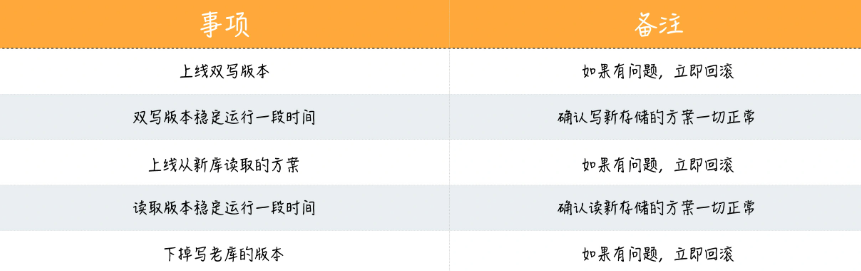 事项 备注
上线双写版本 如果有问题，立即回滚
双写版本稳定运行一段时间 确认写新存储的方案一切正常
上线从新库读取的方案 如果有问题，立即回滚
读取版本稳定运行一段时间 确认读新存储的方案一切正常
下掉写老库的版本 如果有问题，立即回滚